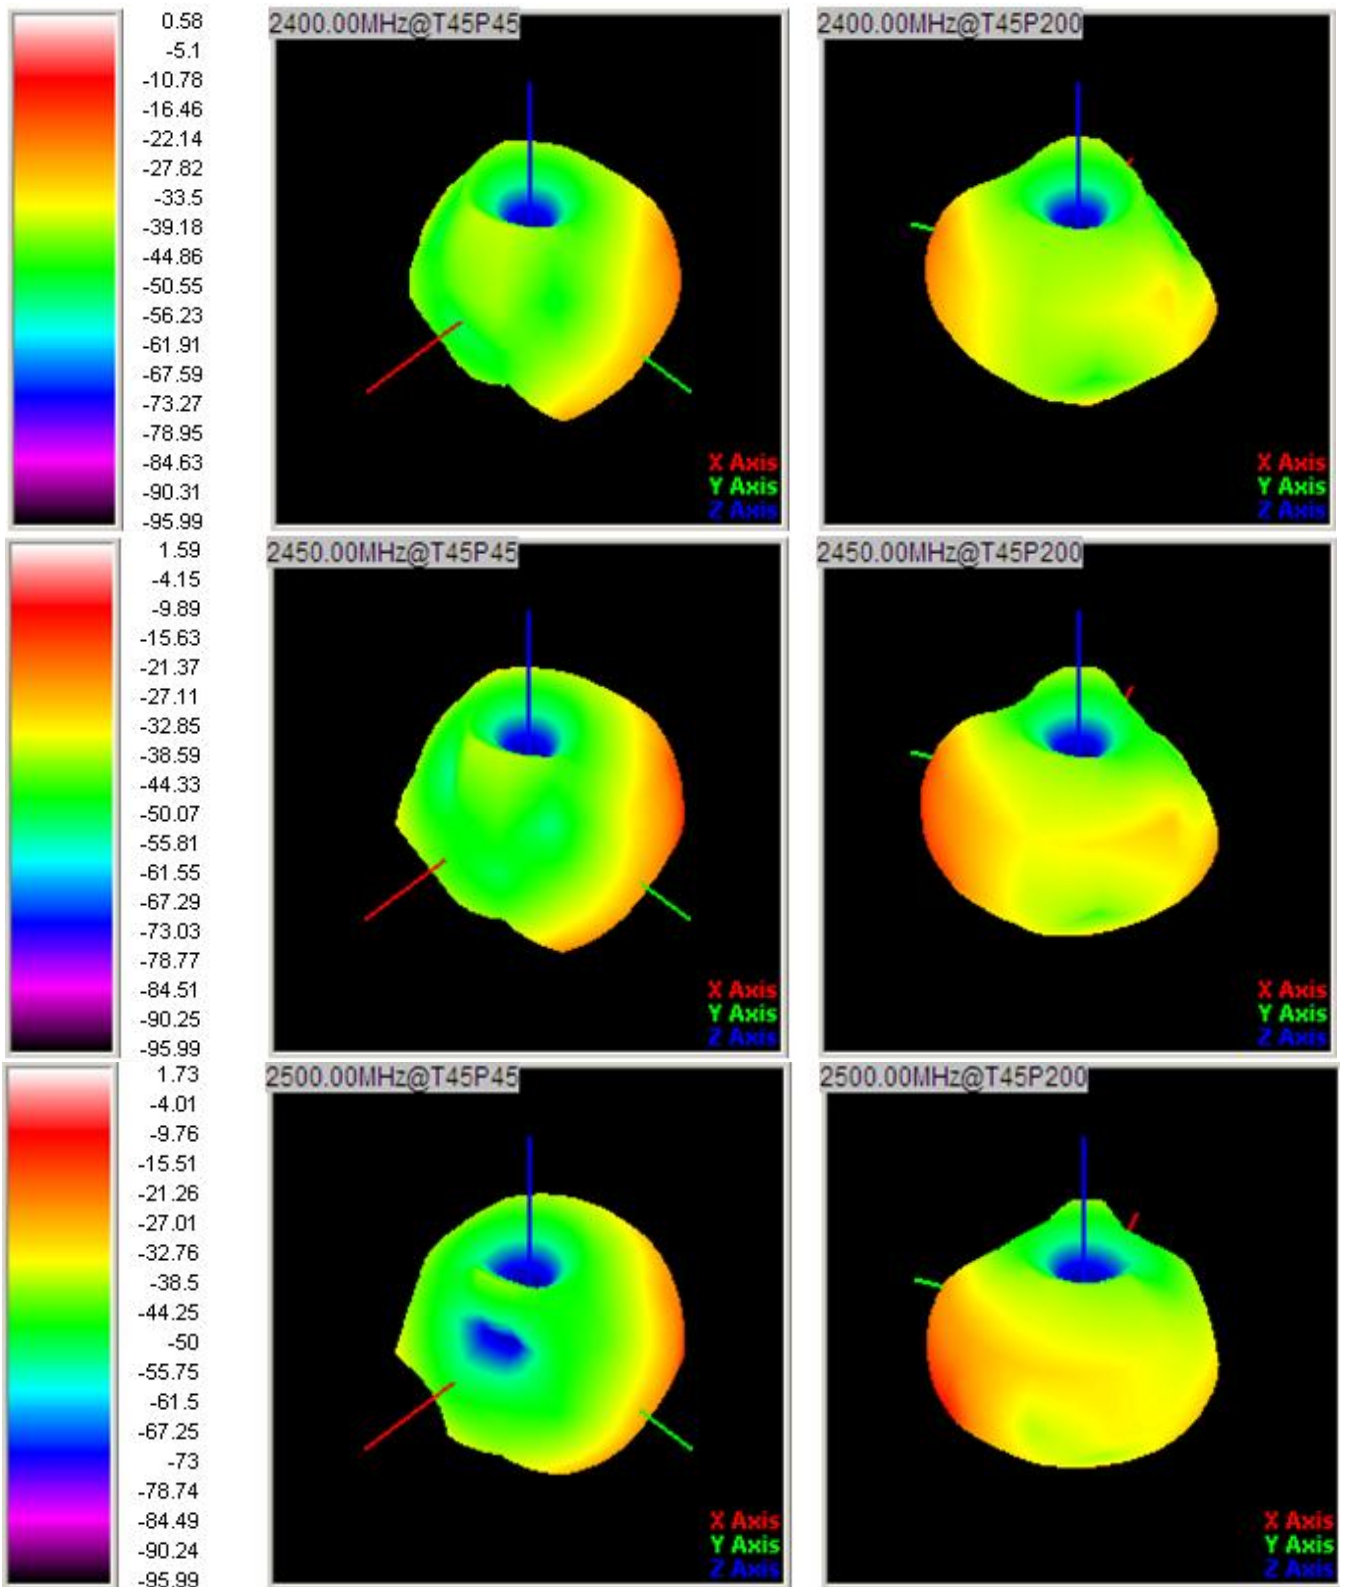 0.58
-5.1
-10.78
-16.46
-22.14
-27.82
-33.5
-39.18
-44.86
-50.55
-56.23
-61.91
-67.59
-73.27
-78.95
-84.63
-90.31
-95.99
2400.00MHz@T45P45
X Axis
Y Axis
Z Axis
2400.00MHz@T45P200
X Axis
Y Axis
Z Axis
1.59
-4.15
-9.89
-15.63
-21.37
-27.11
-32.85
-38.59
-44.33
-50.07
-55.81
-61.55
-67.29
-73.03
-78.77
-84.51
-90.25
-95.99
2450.00MHz@T45P45
X Axis
Y Axis
Z Axis
2450.00MHz@T45P200
X Axis
Y Axis
Z Axis
1.73
-4.01
-9.76
-15.51
-21.26
-27.01
-32.76
-38.5
-44.25
-50
-55.75
-61.5
-67.25
-73
-78.74
-84.49
-90.24
-95.99
2500.00MHz@T45P45
X Axis
Y Axis
Z Axis
2500.00MHz@T45P200
X Axis
Y Axis
Z Axis